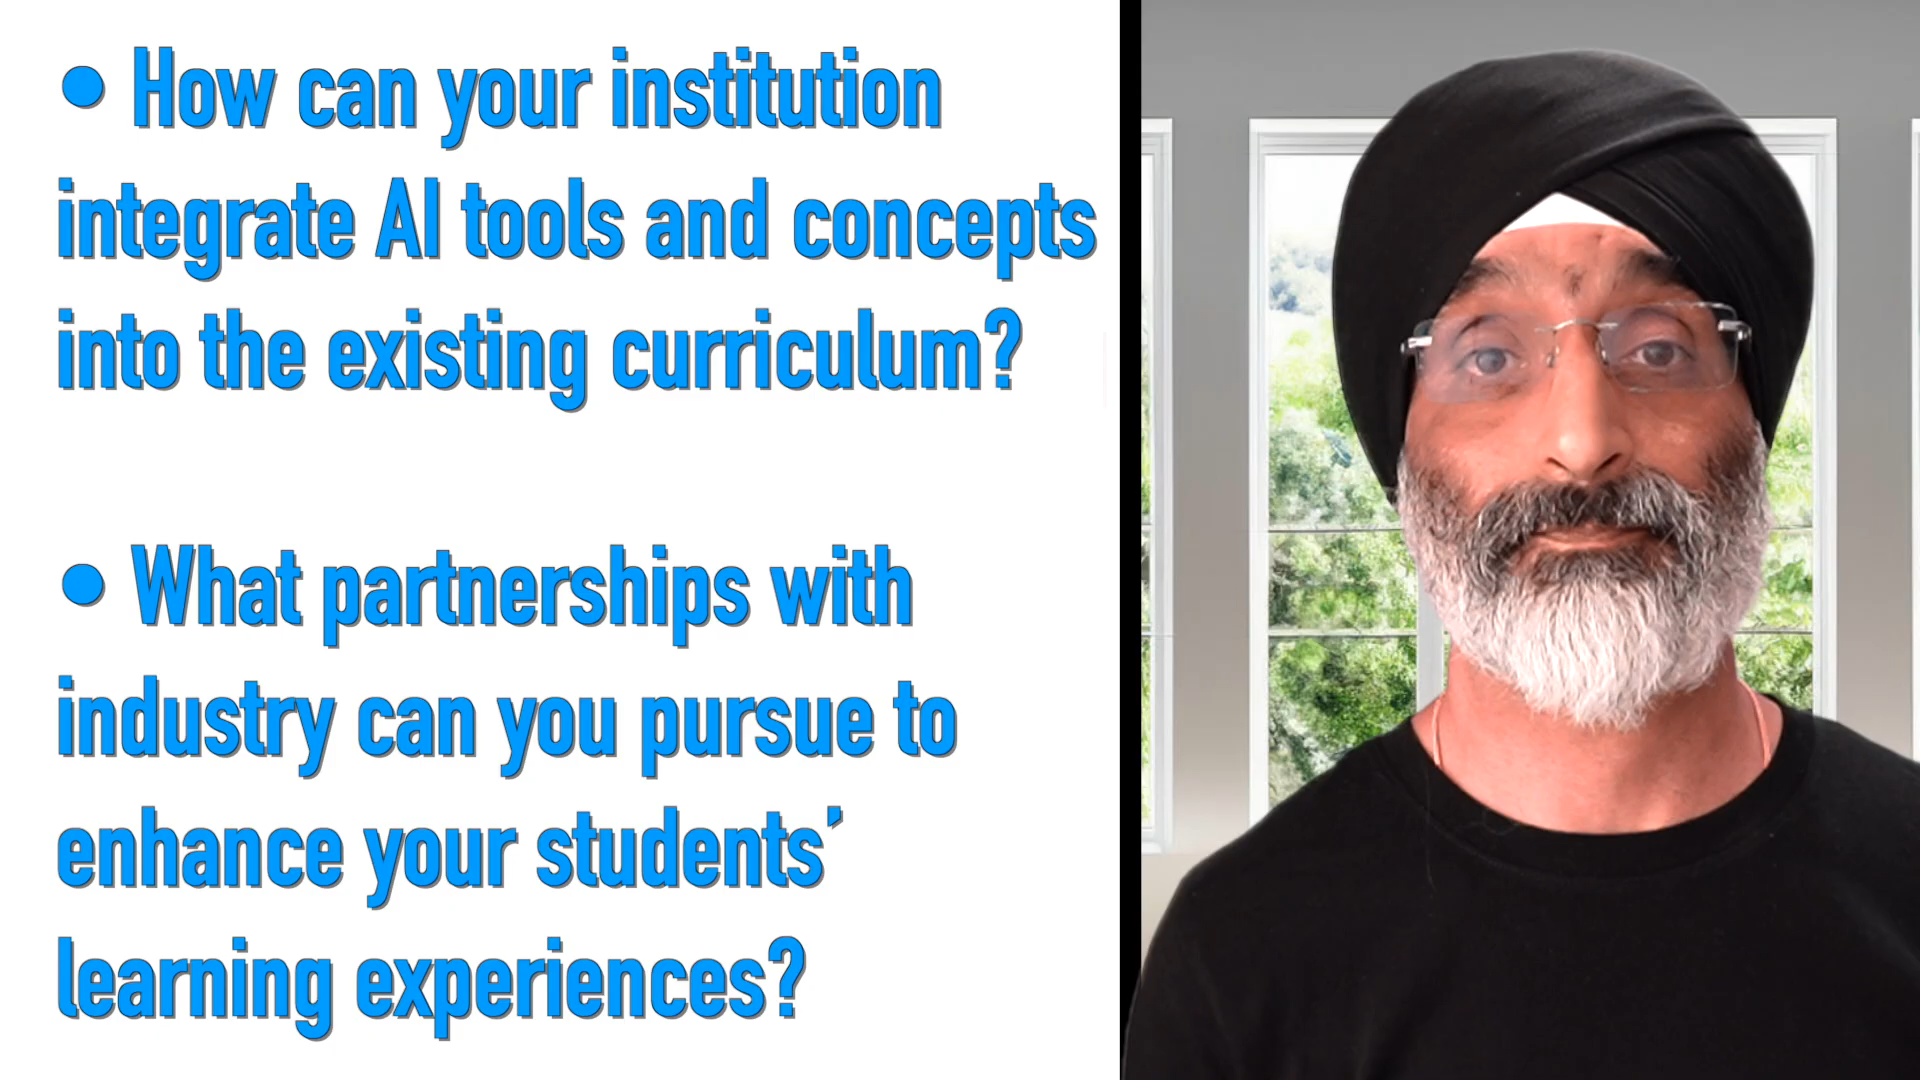 • How can your institution
integrate AI tools and concepts
into the existing curriculum?
• What partnerships with
industry can you pursue to
enhance your students’
learning experiences?